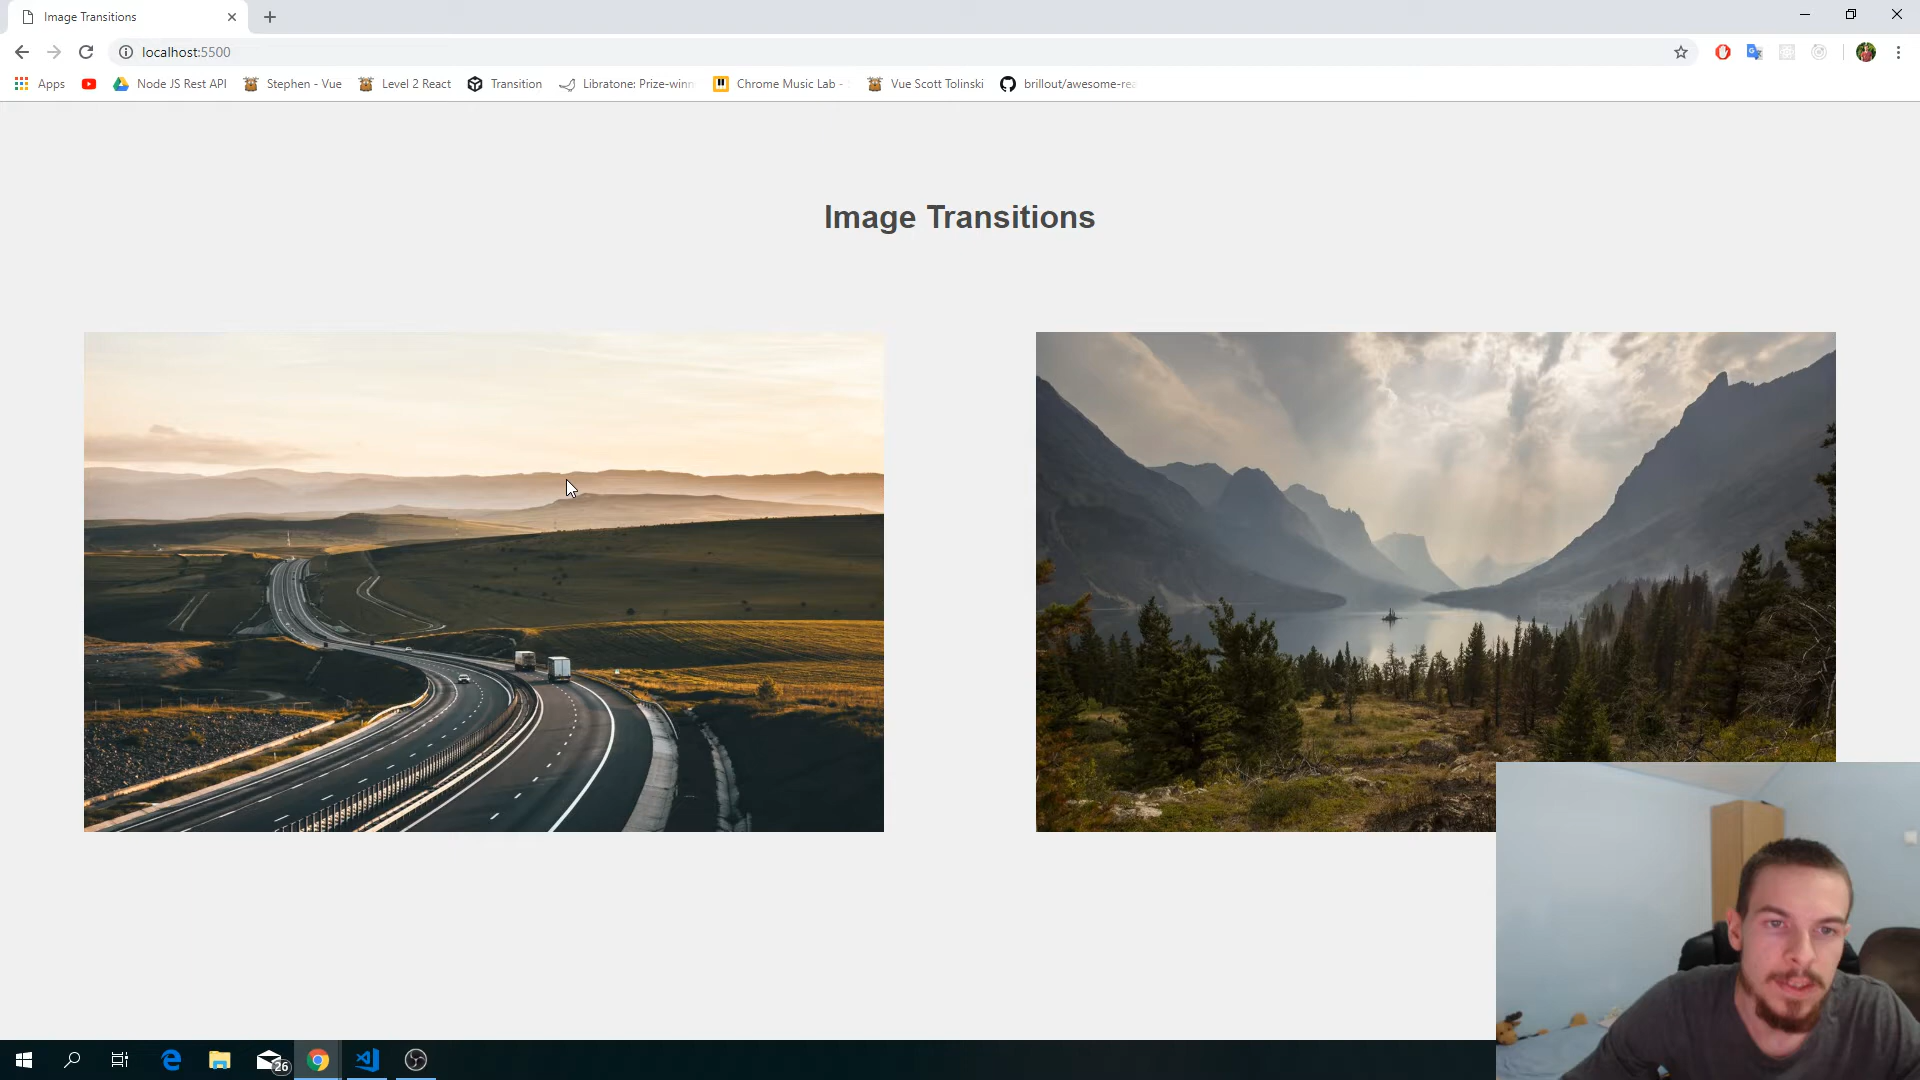 Image Transitions
localhost:5500
Apps
Node JS Rest API
Stephen - Vue
Level 2 React
Transition
Libratone: Prize-winn
Chrome Music Lab -
Vue Scott Tolinski
brillout/awesome-rea
Image Transitions
26